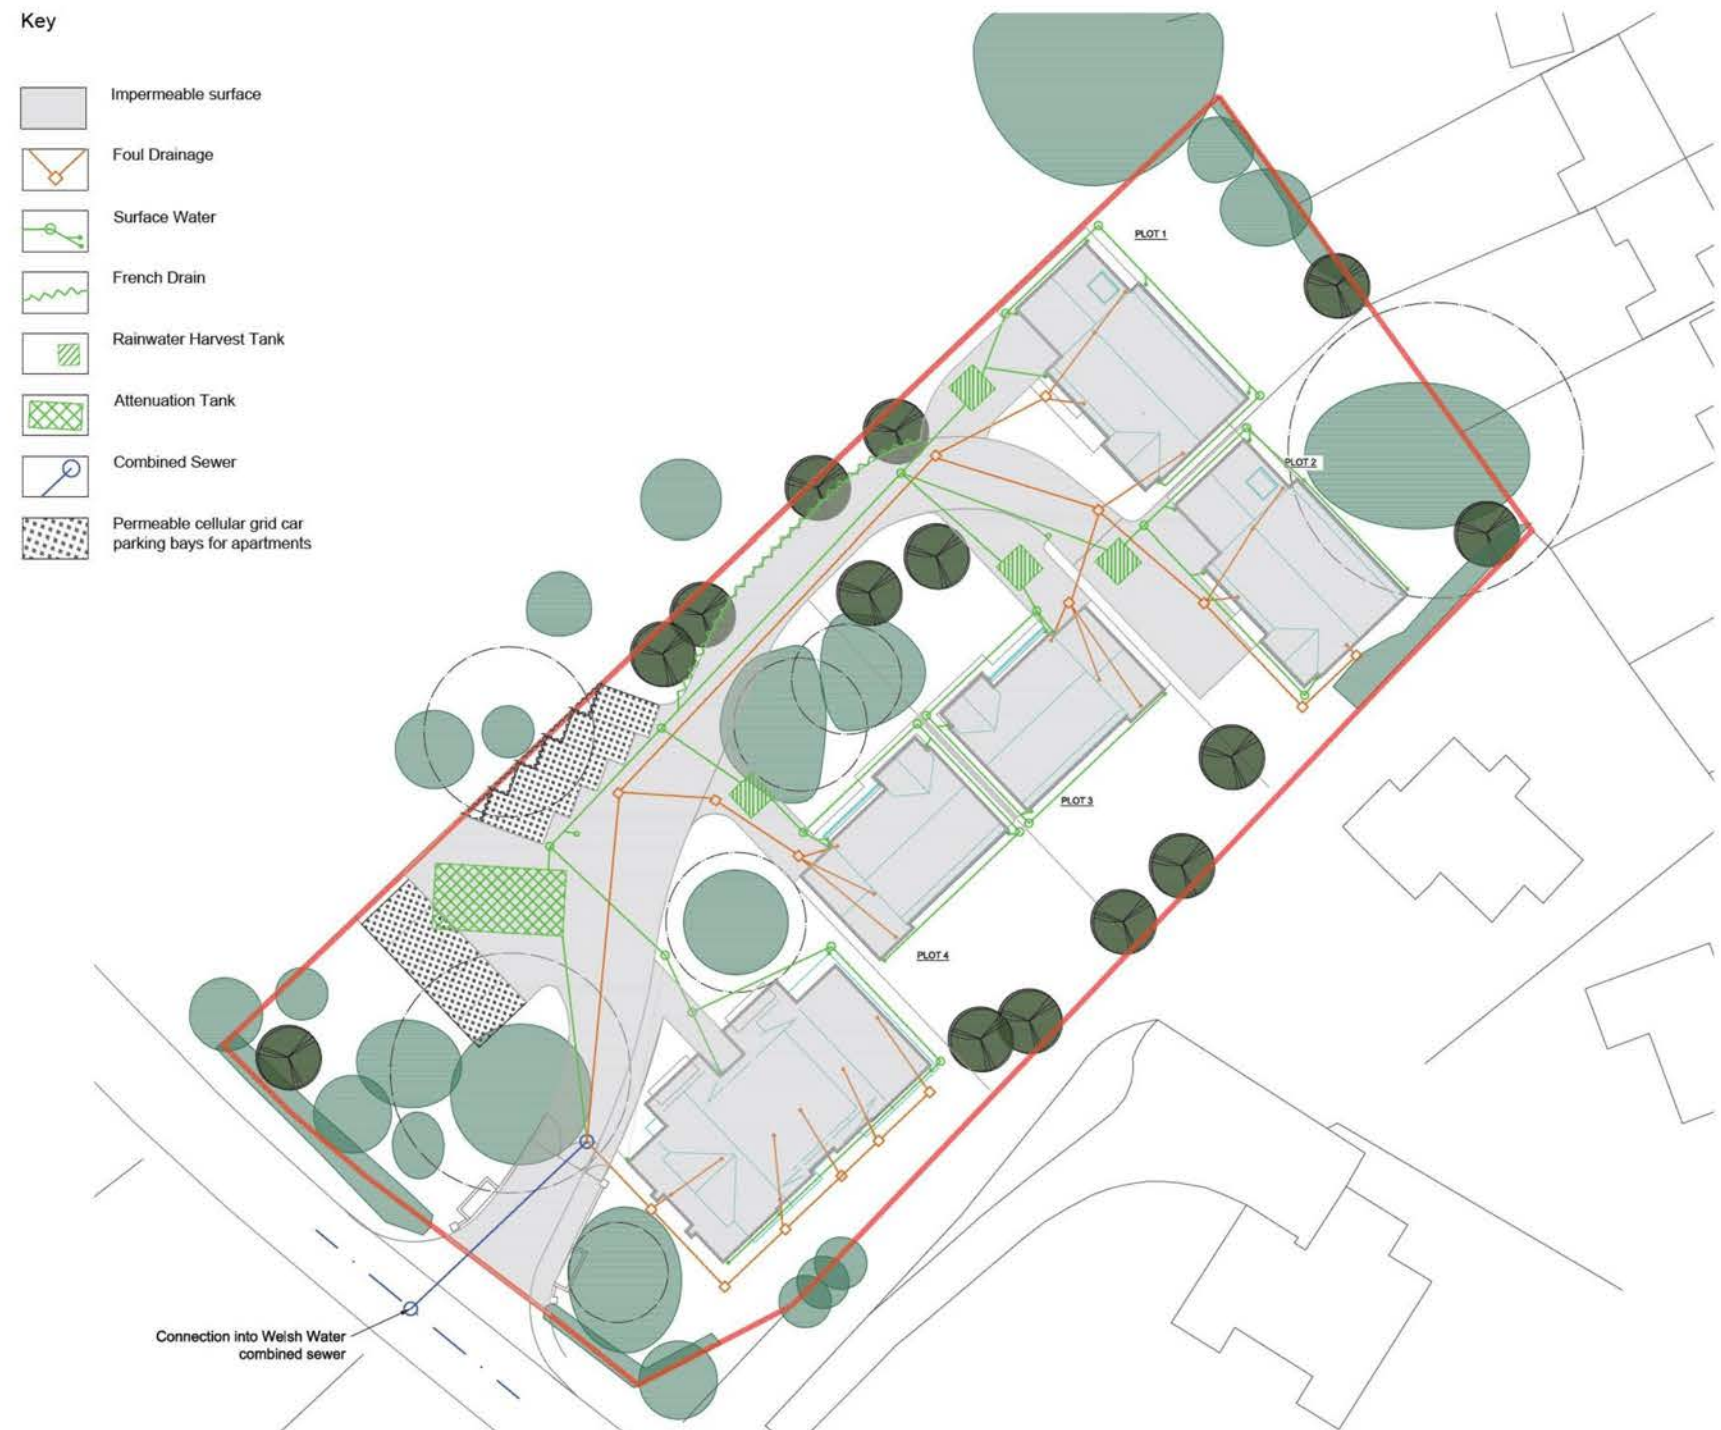 Key
Impermeable surface
Foul Drainage
Surface Water
French Drain
Rainwater Harvest Tank
Attenuation Tank
Combined Sewer
Permeable cellular grid car
parking bays for apartments
PLOT 1
PLOT 2
PLOT 3
PLOT 4
Connection into Welsh Water
combined sewer